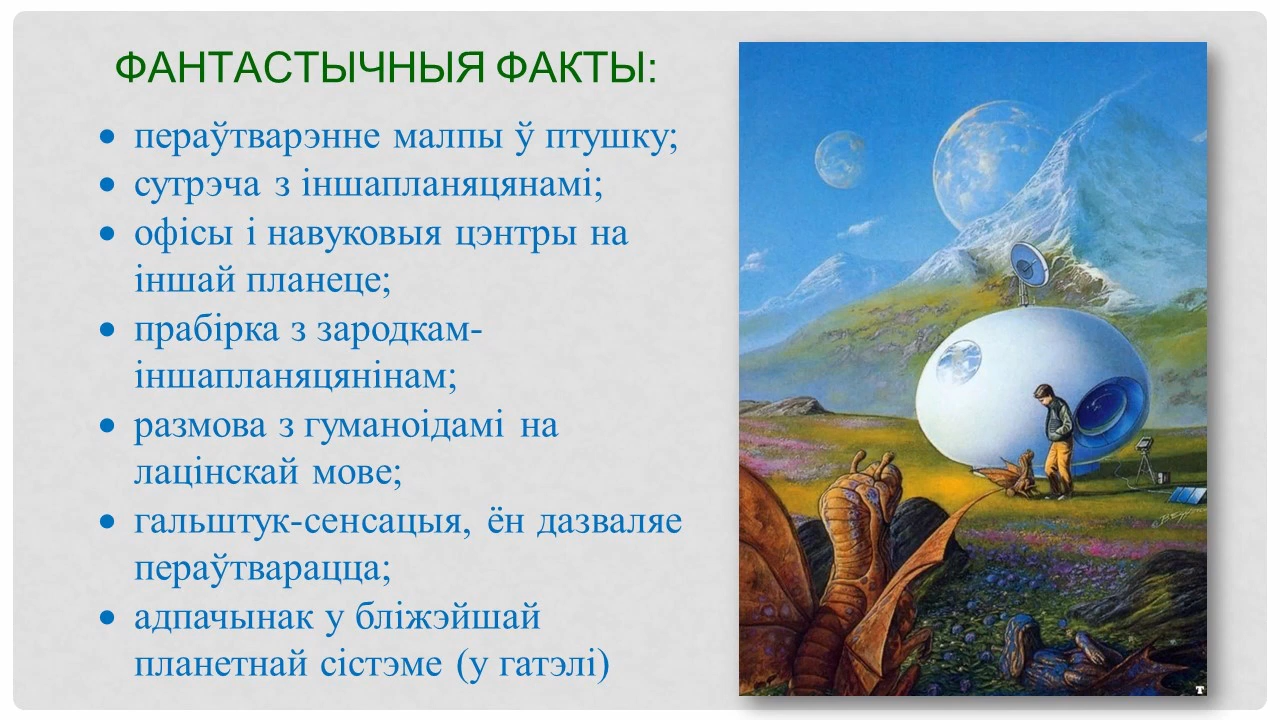 ФАНТАСТЫЧНЫЯ ФАКТЫ:
• пераўтварэнне малпы ў птушку;
• сутрэча з іншапланяцянамі;
• офісы і навуковыя цэнтры на
іншай планеце;
• прабірка з зародкам-
іншапланяцянінам;
• размова з гуманоідамі на
лацінскай мове;
• гальштук-сенсацыя, ён дазваляе
пераўтварацца;
• адпачынак у бліжэйшай
планетнай сістэме (у гатэлі)